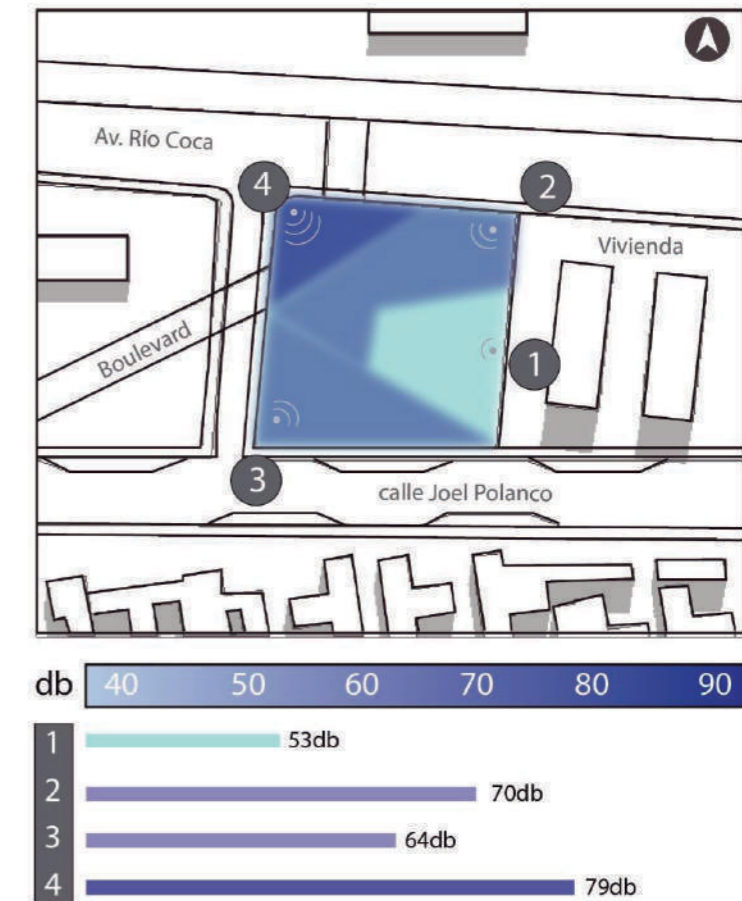 Av. Río Coca
4
2
Vivienda
Boulevard
1
3
calle Joel Polanco
db 40 50 60 70 80 90
1 53db
2 70db
3 64db
4 79db